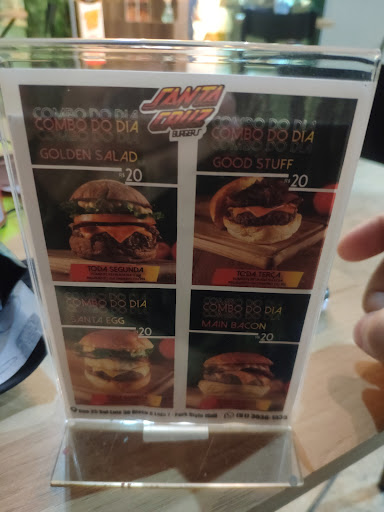 SANTA
CRUZ
BURGERS
COMBO DO DIA
GOLDEN SALAD
R$ 20
TODA SEGUNDA
COMBO DO DIA
GOOD STUFF
R$ 20
TODA TERÇA
COMBO DO DIA
SANTA EGG
R$ 20
COMBO DO DIA
MAIN BACON
R$ 20